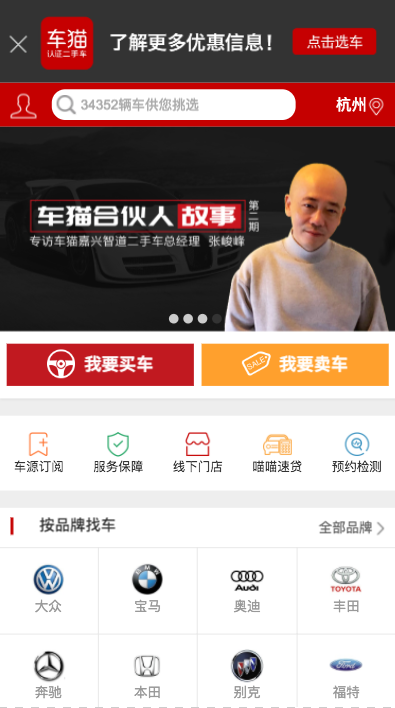 车猫
认证二手车
了解更多优惠信息！
点击选车
34352辆车供您挑选
杭州
车猫合伙人故事
第二期
专访车猫嘉兴智道二手车总经理 张峻峰
我要买车
SALE
我要卖车
车源订阅
服务保障
线下门店
喵喵速贷
预约检测
按品牌找车
全部品牌
BMW
Audi
TOYOTA
大众
宝马
奥迪
丰田
Ford
奔驰
本田
别克
福特